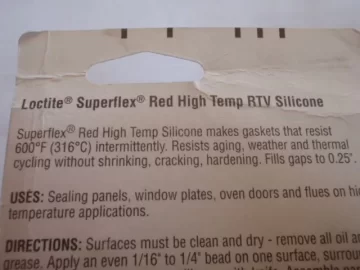 Loctite® Superflex® Red High Temp RTV Silicone
Superflex® Red High Temp Silicone makes gaskets that resist
600°F (316°C) intermittently. Resists aging, weather and thermal
cycling without shrinking, cracking, hardening. Fills gaps to 0.25".
USES: Sealing panels, window plates, oven doors and flues on hi
temperature applications.
DIRECTIONS: Surfaces must be clean and dry - remove all oil a
grease. Apply an even 1/16" to 1/4" bead on one surface, surrou